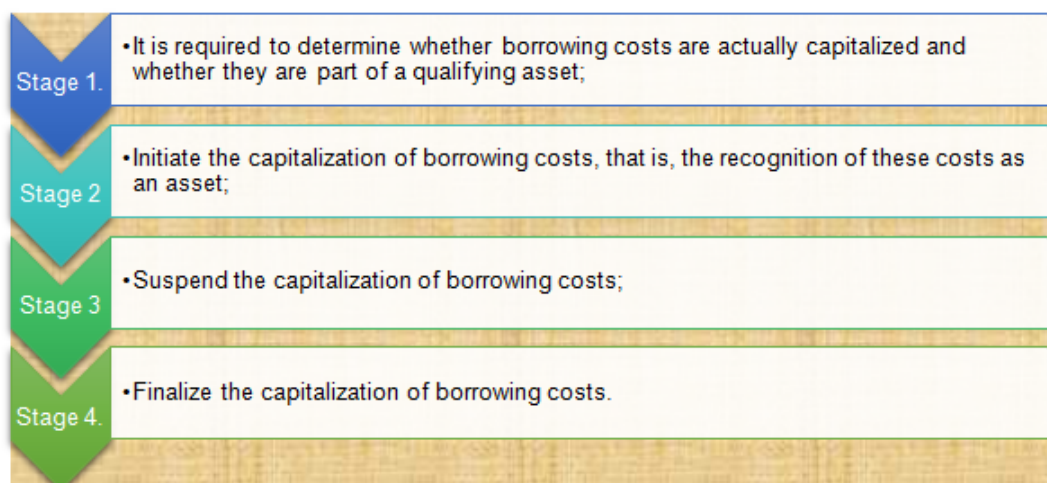 Stage 1.
•It is required to determine whether borrowing costs are actually capitalized and
whether they are part of a qualifying asset;
Stage 2
•Initiate the capitalization of borrowing costs, that is, the recognition of these costs as
an asset;
Stage 3
•Suspend the capitalization of borrowing costs;
Stage 4.
•Finalize the capitalization of borrowing costs.